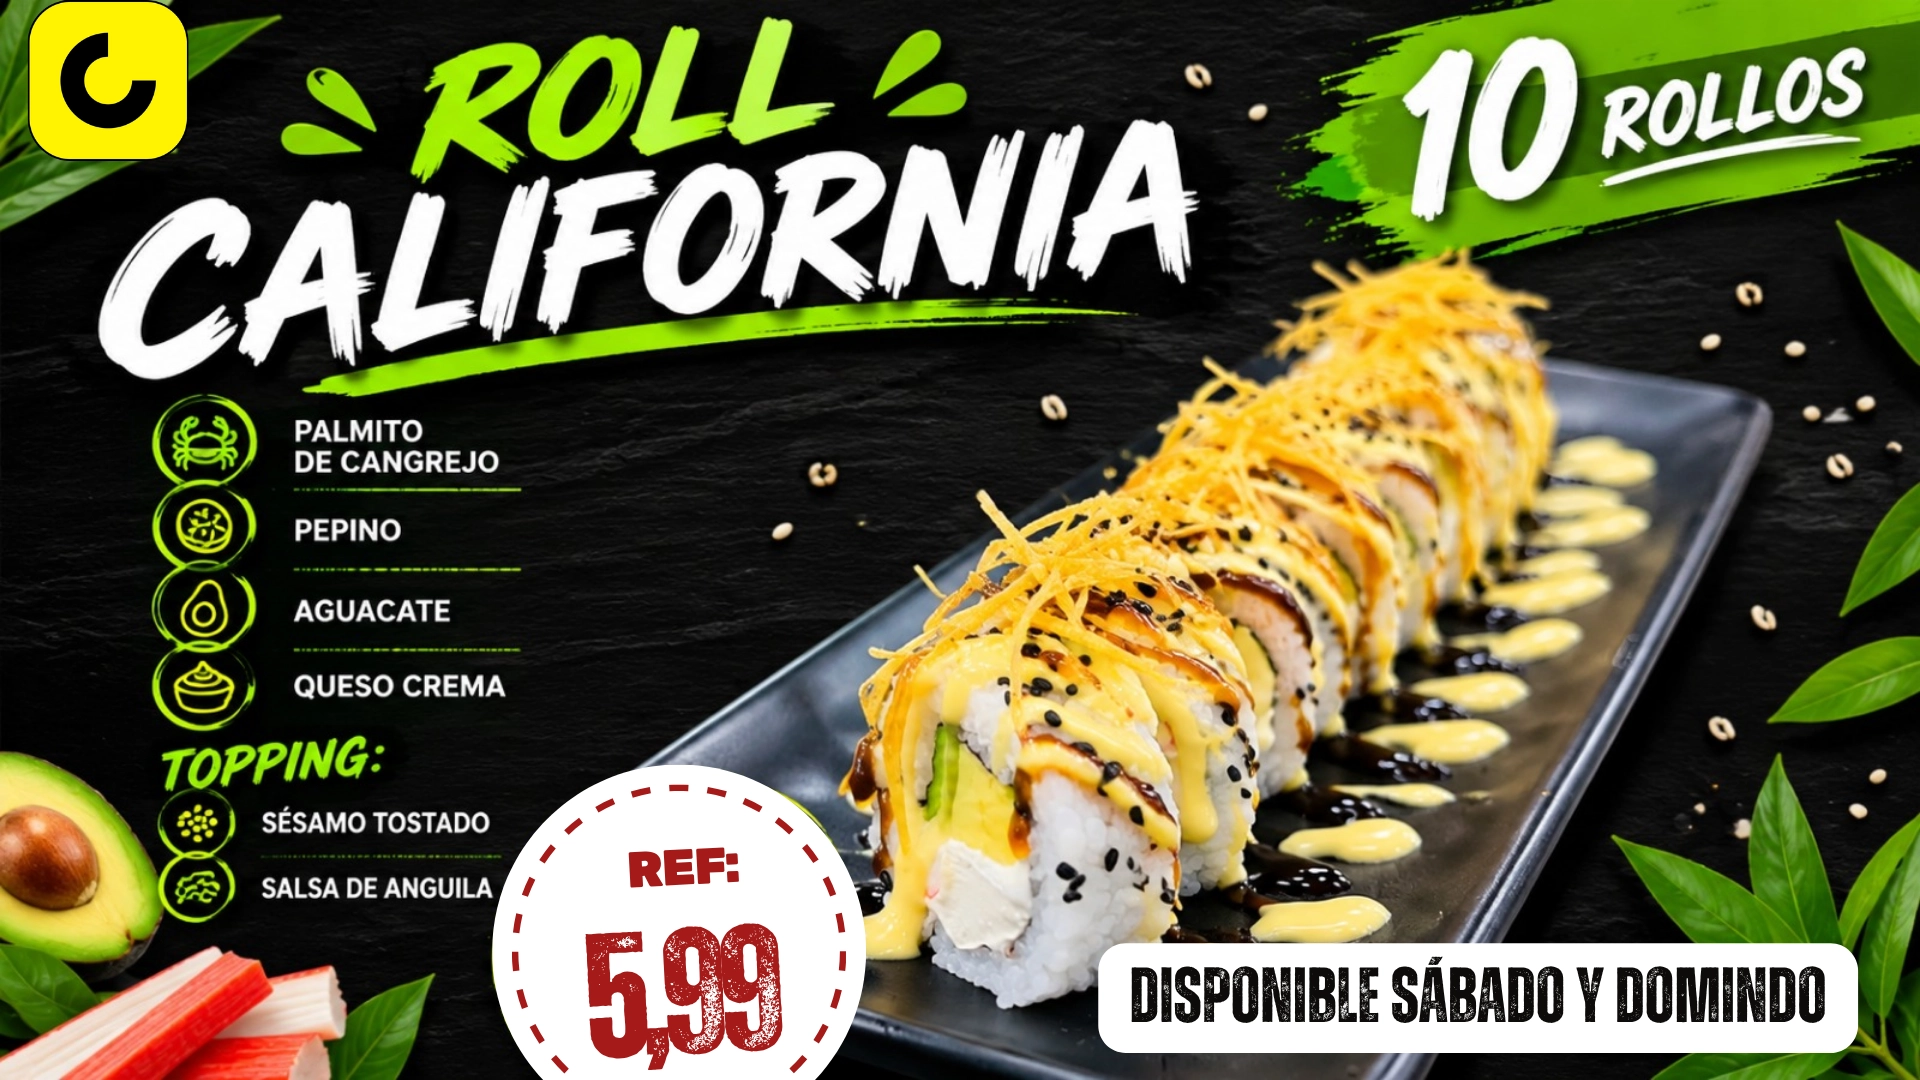 ROLL
CALIFORNIA
10 ROLLOS
PALMITO
DE CANGREJO
PEPINO
AGUACATE
QUESO CREMA
TOPPING:
SÉSAMO TOSTADO
SALSA DE ANGUILA
REF:
5,99
DISPONIBLE SÁBADO Y DOMINDO